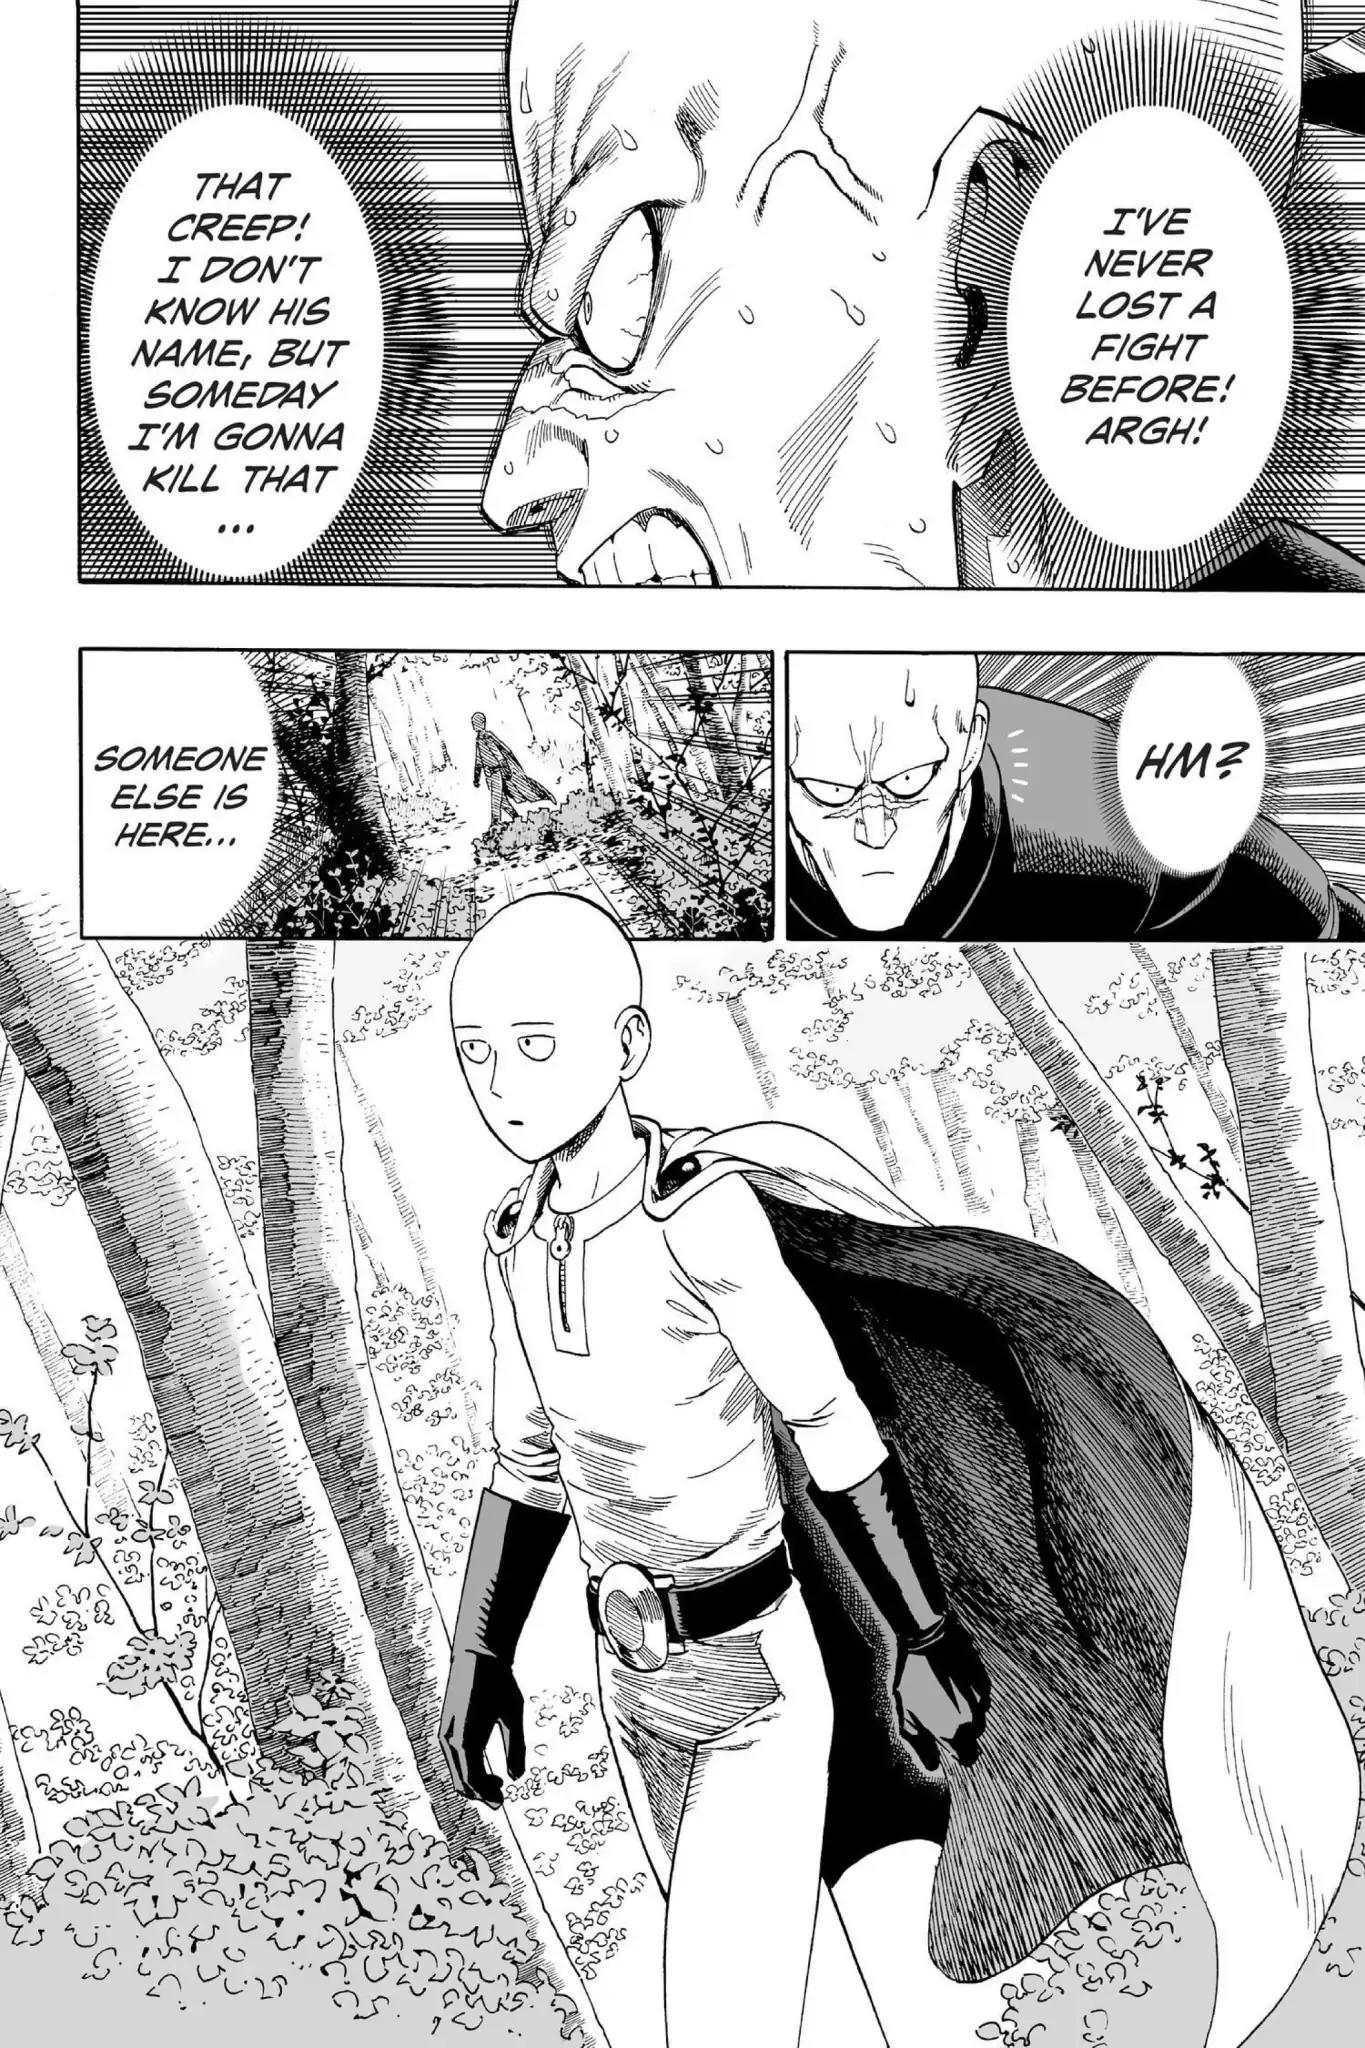 I'VE
NEVER
LOST A
FIGHT
BEFORE!
ARGH!
THAT
CREEP!
I DON'T
KNOW HIS
NAME, BUT
SOMEDAY
I'M GONNA
KILL THAT
...
HM?
SOMEONE
ELSE IS
HERE...